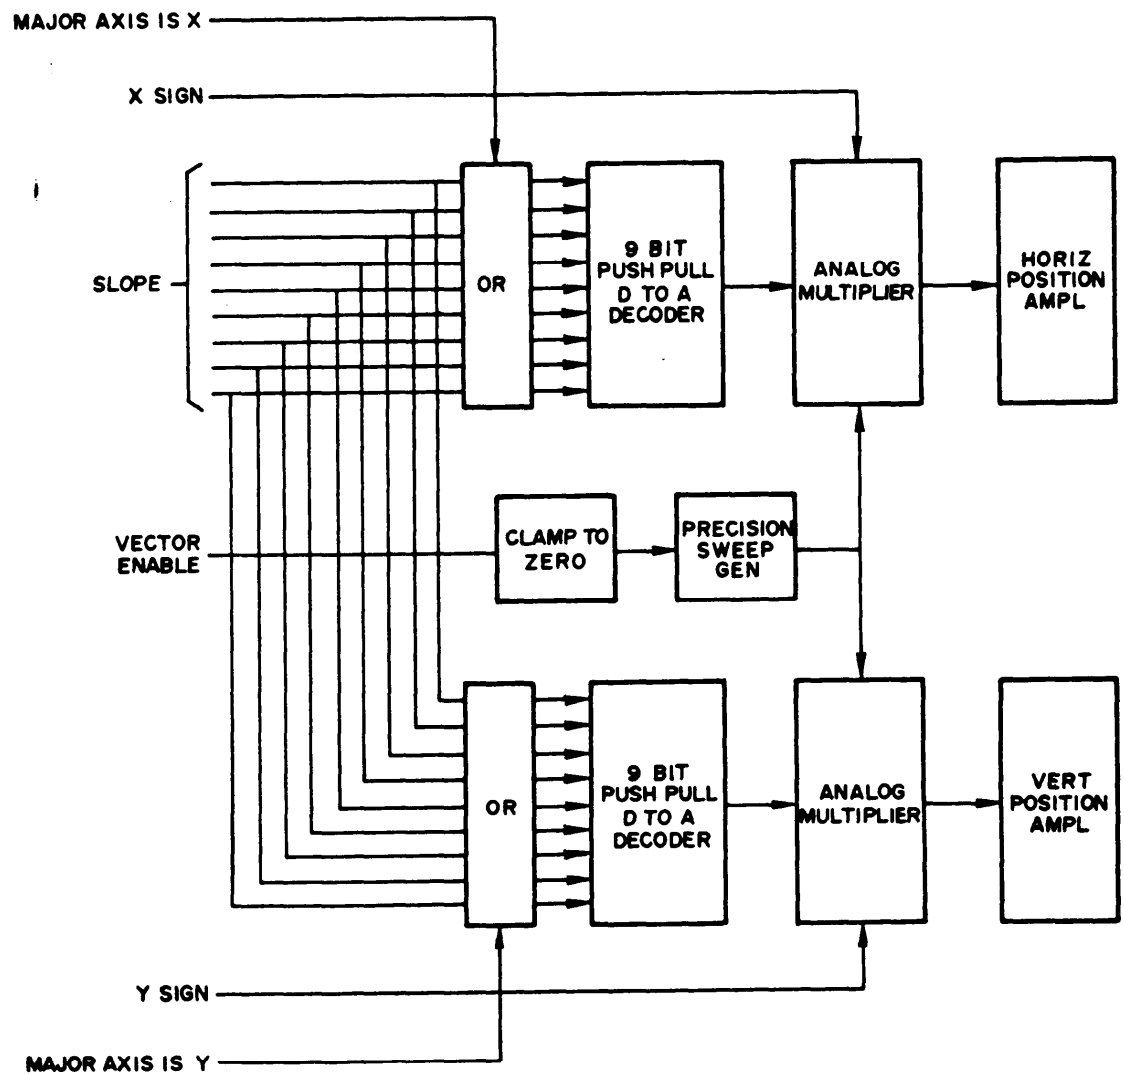 MAJOR AXIS IS X
X SIGN
SLOPE
OR
9 BIT
PUSH PULL
D TO A
DECODER
ANALOG
MULTIPLIER
HORIZ
POSITION
AMPL
VECTOR
ENABLE
CLAMP TO
ZERO
PRECISION
SWEEP
GEN
OR
9 BIT
PUSH PULL
D TO A
DECODER
ANALOG
MULTIPLIER
VERT
POSITION
AMPL
Y SIGN
MAJOR AXIS IS Y